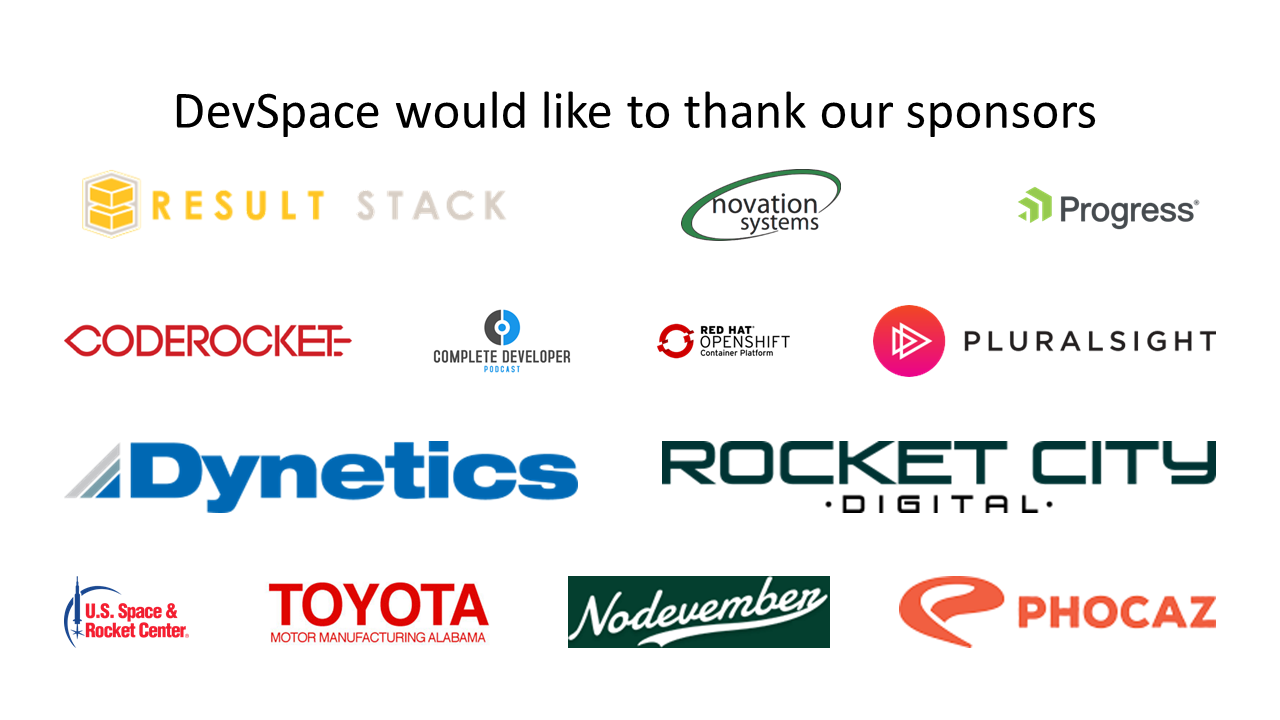 DevSpace would like to thank our sponsors
RESULT STACK
novation
systems
Progress®
CODEROCKET
COMPLETE DEVELOPER
PODCAST
RED HAT®
OPENSHIFT
Container Platform
PLURALSIGHT
Dynetics
ROCKET CITY
·DIGITAL·
U.S. Space &
Rocket Center®
TOYOTA
MOTOR MANUFACTURING ALABAMA
Nodevember
PHOCAZ